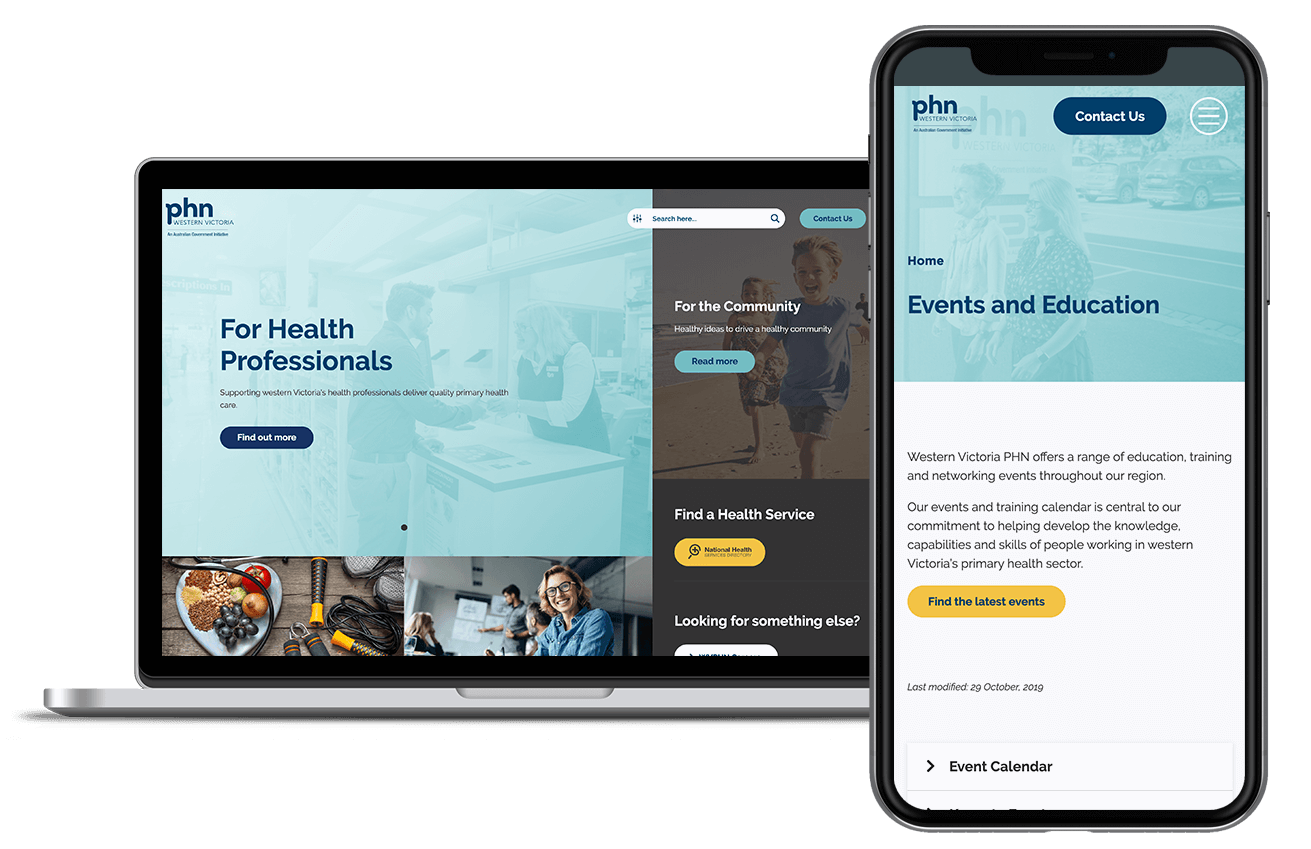 phn
WESTERN VICTORIA
An Australian Government Initiative
Search here...
Contact Us
scriptions In
For Health
Professionals
Supporting western Victoria's health professionals deliver quality primary health
care.
Find out more
For the Community
Healthy ideas to drive a healthy community
Read more
Find a Health Service
National Health
SERVICES DIRECTORY
Looking for something else?
phn
WESTERN VICTORIA
An Australian Government Initiative
phn
WESTERN VICTORIA
Contact Us
Home
Events and Education
Western Victoria PHN offers a range of education, training
and networking events throughout our region.
Our events and training calendar is central to our
commitment to helping develop the knowledge,
capabilities and skills of people working in western
Victoria's primary health sector.
Find the latest events
Last modified: 29 October, 2019
Event Calendar